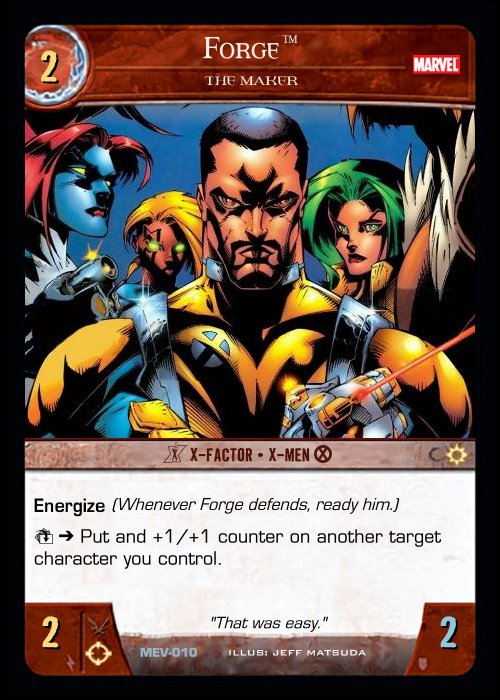 2
Forge™
The Maker
MARVEL
X-FACTOR • X-MEN
C
Energize (Whenever Forge defends, ready him.)
➔ Put and +1/+1 counter on another target
character you control.
"That was easy."
2
MEV-010 ILLUS: JEFF MATSUDA
2